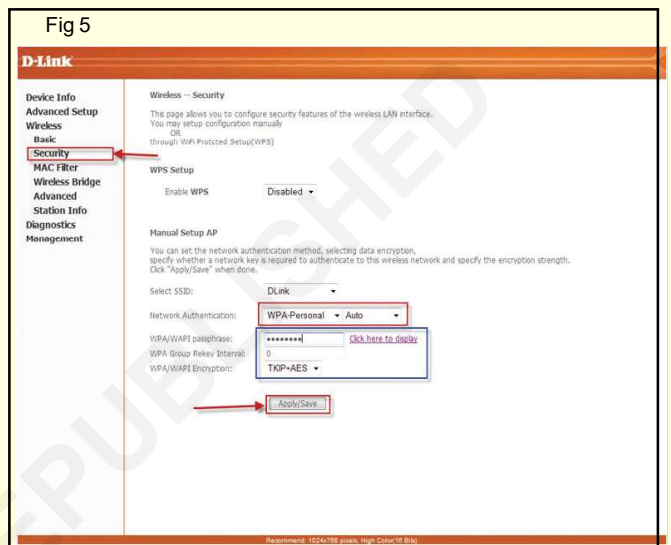 Fig 5
D-Link
Device Info
Advanced Setup
Wireless
Basic
Security
MAC Filter
Wireless Bridge
Advanced
Station Info
Diagnostics
Management
Wireless -- Security
This page allows you to configure security features of the wireless LAN interface.
You may setup configuration manually
OR
through WiFi Protcted Setup(WPS)
WPS Setup
Enable WPS Disabled
Manual Setup AP
You can set the network authentication method, selecting data encryption,
specify whether a network key is required to authenticate to this wireless network and specify the encryption strength.
Click "Apply/Save" when done.
Select SSID: DLink
Network Authentication: WPA-Personal Auto
WPA/WAPI passphrase: •••••••• Click here to display
WPA Group Rekey Interval: 0
WPA/WAPI Encryption: TKIP+AES
Apply/Save
Recommend: 1024x768 pixels, High Color(16 Bits)